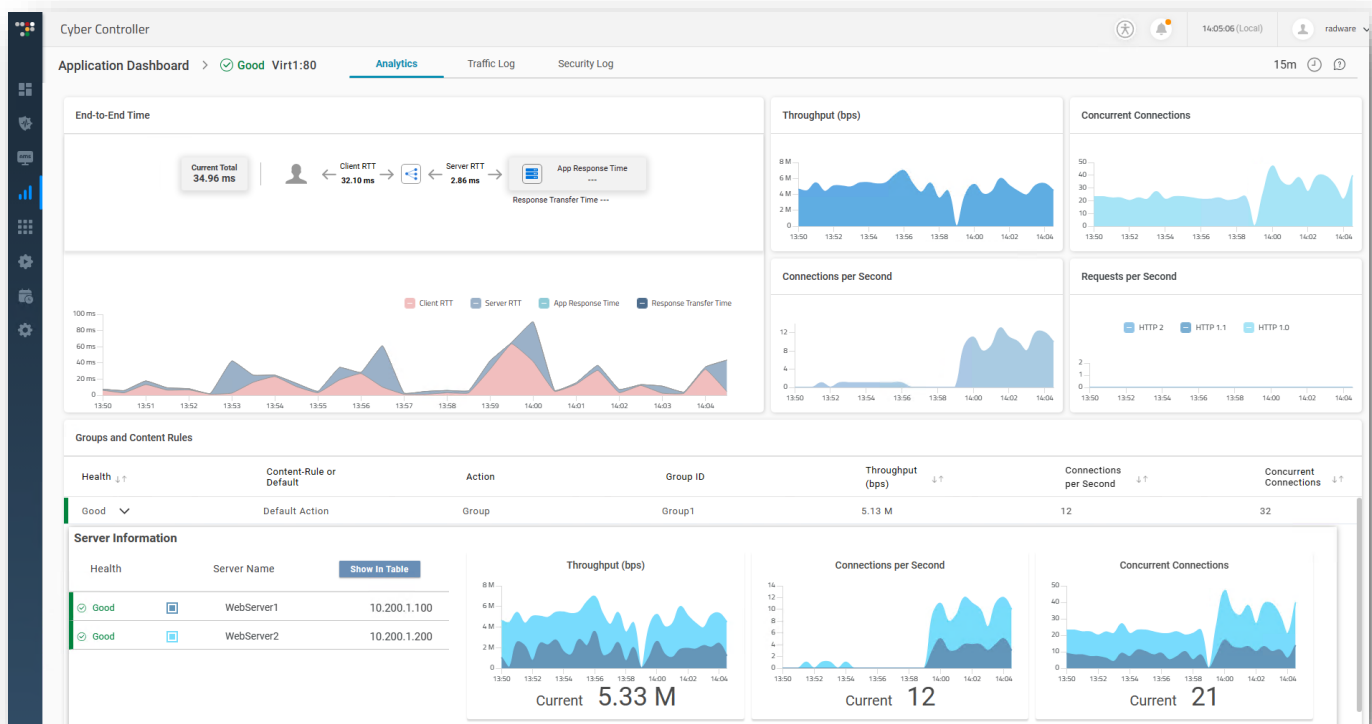 Cyber Controller
14:05:06 (Local)
radware
Application Dashboard > Good Virt1:80
Analytics
Traffic Log
Security Log
15m
End-to-End Time
Current Total
34.96 ms
Client RTT
32.10 ms
Server RTT
2.86 ms
App Response Time
---
Response Transfer Time ---
Client RTT
Server RTT
App Response Time
Response Transfer Time
100 ms
80 ms
60 ms
40 ms
20 ms
0
13:50 13:51 13:52 13:53 13:54 13:55 13:56 13:57 13:58 13:59 14:00 14:01 14:02 14:03 14:04
Throughput (bps)
8 M
6 M
4 M
2 M
0
13:50 13:52 13:54 13:56 13:58 14:00 14:02 14:04
Concurrent Connections
50
40
30
20
10
0
13:50 13:52 13:54 13:56 13:58 14:00 14:02 14:04
Connections per Second
12
8
4
0
13:50 13:52 13:54 13:56 13:58 14:00 14:02 14:04
Requests per Second
HTTP 2
HTTP 1.1
HTTP 1.0
2
1
0
13:50 13:52 13:54 13:56 13:58 14:00 14:02 14:04
Groups and Content Rules
Health
Content-Rule or
Default
Action
Group ID
Throughput
(bps)
Connections
per Second
Concurrent
Connections
Good
Default Action
Group
Group1
5.13 M
12
32
Server Information
Health
Server Name
Show In Table
Good
WebServer1
10.200.1.100
Good
WebServer2
10.200.1.200
Throughput (bps)
8 M
6 M
4 M
2 M
0
13:50 13:52 13:54 13:56 13:58 14:00 14:02 14:04
Current 5.33 M
Connections per Second
14
12
10
8
6
4
2
0
13:50 13:52 13:54 13:56 13:58 14:00 14:02 14:04
Current 12
Concurrent Connections
50
40
30
20
10
0
13:50 13:52 13:54 13:56 13:58 14:00 14:02 14:04
Current 21